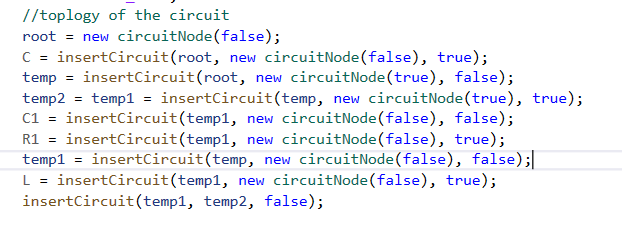 //toplogy of the circuit
root = new circuitNode(false);
C = insertCircuit(root, new circuitNode(false), true);
temp = insertCircuit(root, new circuitNode(true), false);
temp2 = temp1 = insertCircuit(temp, new circuitNode(true), true);
C1 = insertCircuit(temp1, new circuitNode(false), false);
R1 = insertCircuit(temp1, new circuitNode(false), true);
temp1 = insertCircuit(temp, new circuitNode(false), false);
L = insertCircuit(temp1, new circuitNode(false), true);
insertCircuit(temp1, temp2, false);